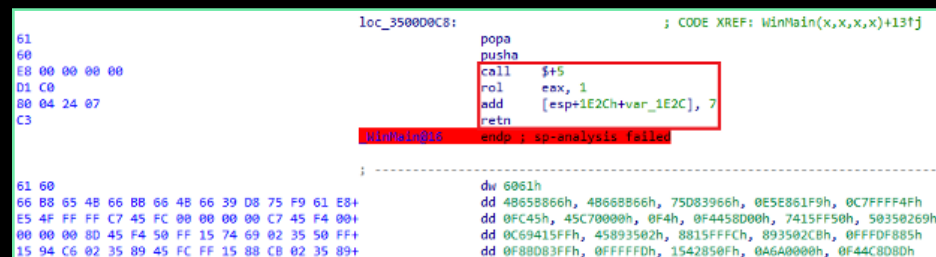 loc_3500D0C8: ; CODE XREF: WinMain(x,x,x,x)+13↑j
61 popa
60 pusha
E8 00 00 00 00 call $+5
D1 C0 rol eax, 1
80 04 24 07 add [esp+1E2Ch+var_1E2C], 7
C3 retn
_WinMain@16 endp ; sp-analysis failed
; ---------------------------------------------------------------------------
61 60 dw 6061h
66 B8 65 4B 66 BB 66 4B 66 39 D8 75 F9 61 E8+ dd 4B65B866h, 4B66BB66h, 75D83966h, 0E5E861F9h, 0C7FFFF4Fh
E5 4F FF FF C7 45 FC 00 00 00 00 C7 45 F4 00+ dd 0FC45h, 45C70000h, 0F4h, 0F4458D00h, 7415FF50h, 50350269h
00 00 00 8D 45 F4 50 FF 15 74 69 02 35 50 FF+ dd 0C69415FFh, 45893502h, 8815FFFCh, 893502CBh, 0FFFDF885h
15 94 C6 02 35 89 45 FC FF 15 88 CB 02 35 89+ dd 0F88D83FFh, 0FFFFFDh, 1542850Fh, 0A6A0000h, 0F44C8D8Dh